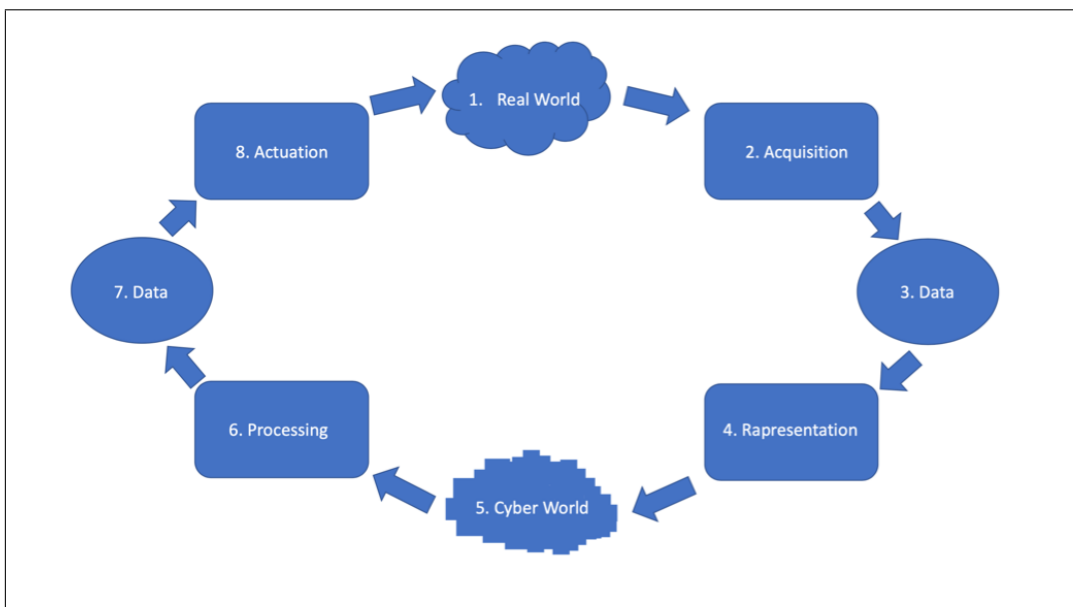 1. Real World
2. Acquisition
3. Data
4. Rapresentation
5. Cyber World
6. Processing
7. Data
8. Actuation